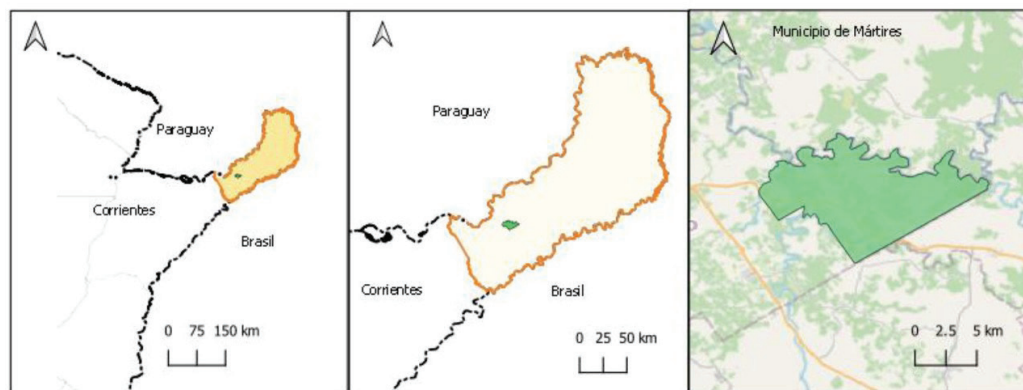 Paraguay
Corrientes
Brasil
0 75 150 km
Paraguay
Corrientes
Brasil
0 25 50 km
Municipio de Mártires
0 2.5 5 km